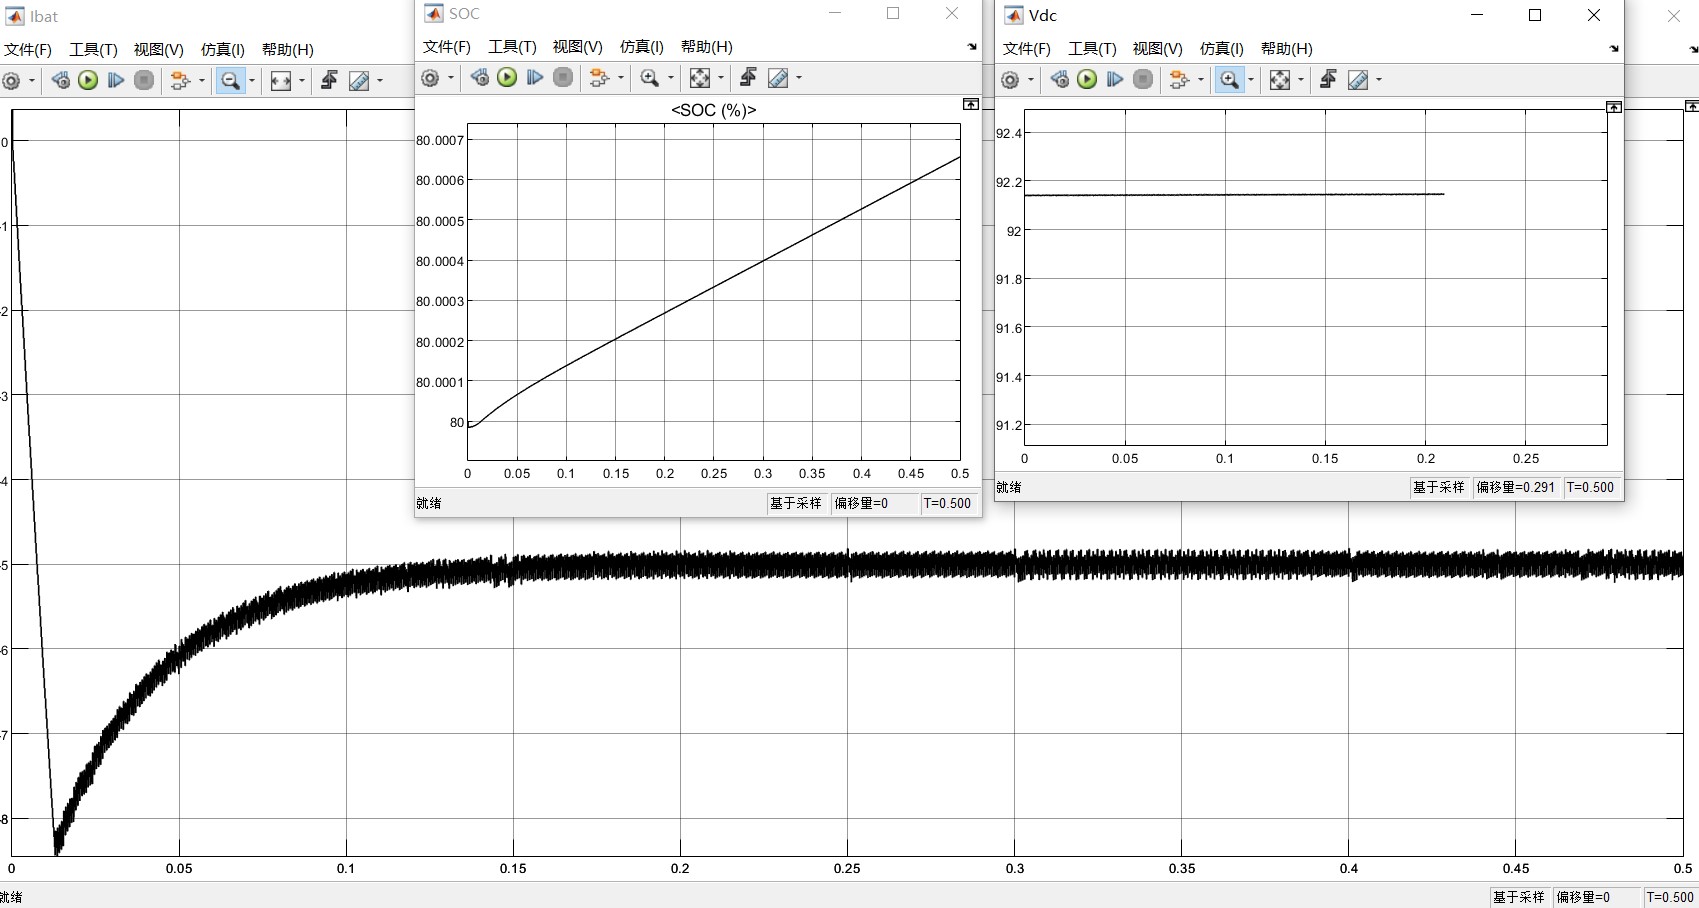 Ibat
文件(F) 工具(T) 视图(V) 仿真(I) 帮助(H)
0
-1
-2
-3
-4
-5
-6
-7
-8
0 0.05 0.1 0.15 0.2 0.25 0.3 0.35 0.4 0.45 0.5
就绪
基于采样 偏移量=0 T=0.500
SOC
文件(F) 工具(T) 视图(V) 仿真(I) 帮助(H)
<SOC (%)>
80.0007
80.0006
80.0005
80.0004
80.0003
80.0002
80.0001
80
0 0.05 0.1 0.15 0.2 0.25 0.3 0.35 0.4 0.45 0.5
就绪
基于采样 偏移量=0 T=0.500
Vdc
文件(F) 工具(T) 视图(V) 仿真(I) 帮助(H)
92.4
92.2
92
91.8
91.6
91.4
91.2
0 0.05 0.1 0.15 0.2 0.25
就绪
基于采样 偏移量=0.291 T=0.500